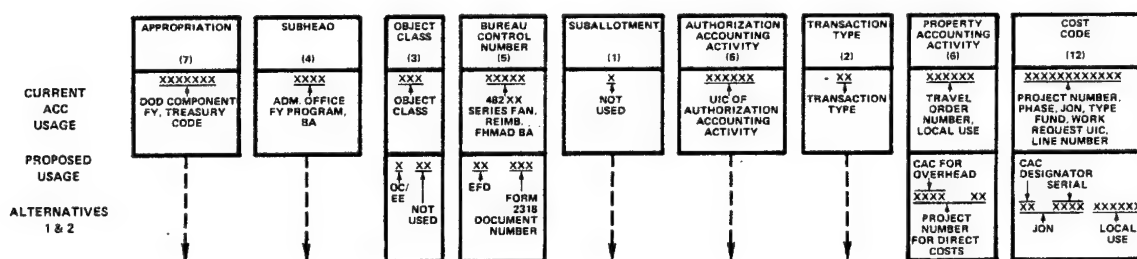 APPROPRIATION
(7)
XXXXXXX
DOD COMPONENT
FY, TREASURY
CODE
SUBHEAD
(4)
XXXX
ADM. OFFICE
FY PROGRAM,
BA
OBJECT
CLASS
(3)
XXX
OBJECT
CLASS
X XX
OC/
EE
NOT
USED
BUREAU
CONTROL
NUMBER
(5)
XXXXX
482 XX
SERIES FAN,
REIMB.
FHMAD BA
XX XXX
EFD
FORM
2318
DOCUMENT
NUMBER
SUBALLOTMENT
(1)
X
NOT
USED
AUTHORIZATION
ACCOUNTING
ACTIVITY
(6)
XXXXXX
UIC OF
AUTHORIZATION
ACCOUNTING
ACTIVITY
TRANSACTION
TYPE
(2)
XX
TRANSACTION
TYPE
PROPERTY
ACCOUNTING
ACTIVITY
(6)
XXXXXX
TRAVEL
ORDER
NUMBER,
LOCAL USE
CAC FOR
OVERHEAD
XXXX XX
PROJECT
NUMBER
FOR DIRECT
COSTS
COST
CODE
(12)
XXXXXXXXXXXX
PROJECT NUMBER,
PHASE, JON, TYPE
FUND, WORK
REQUEST UIC,
LINE NUMBER
CAC
DESIGNATOR
SERIAL
XX XXXX XXXXXX
JON
LOCAL
USE
CURRENT
ACC
USAGE
PROPOSED
USAGE
ALTERNATIVES
1 & 2